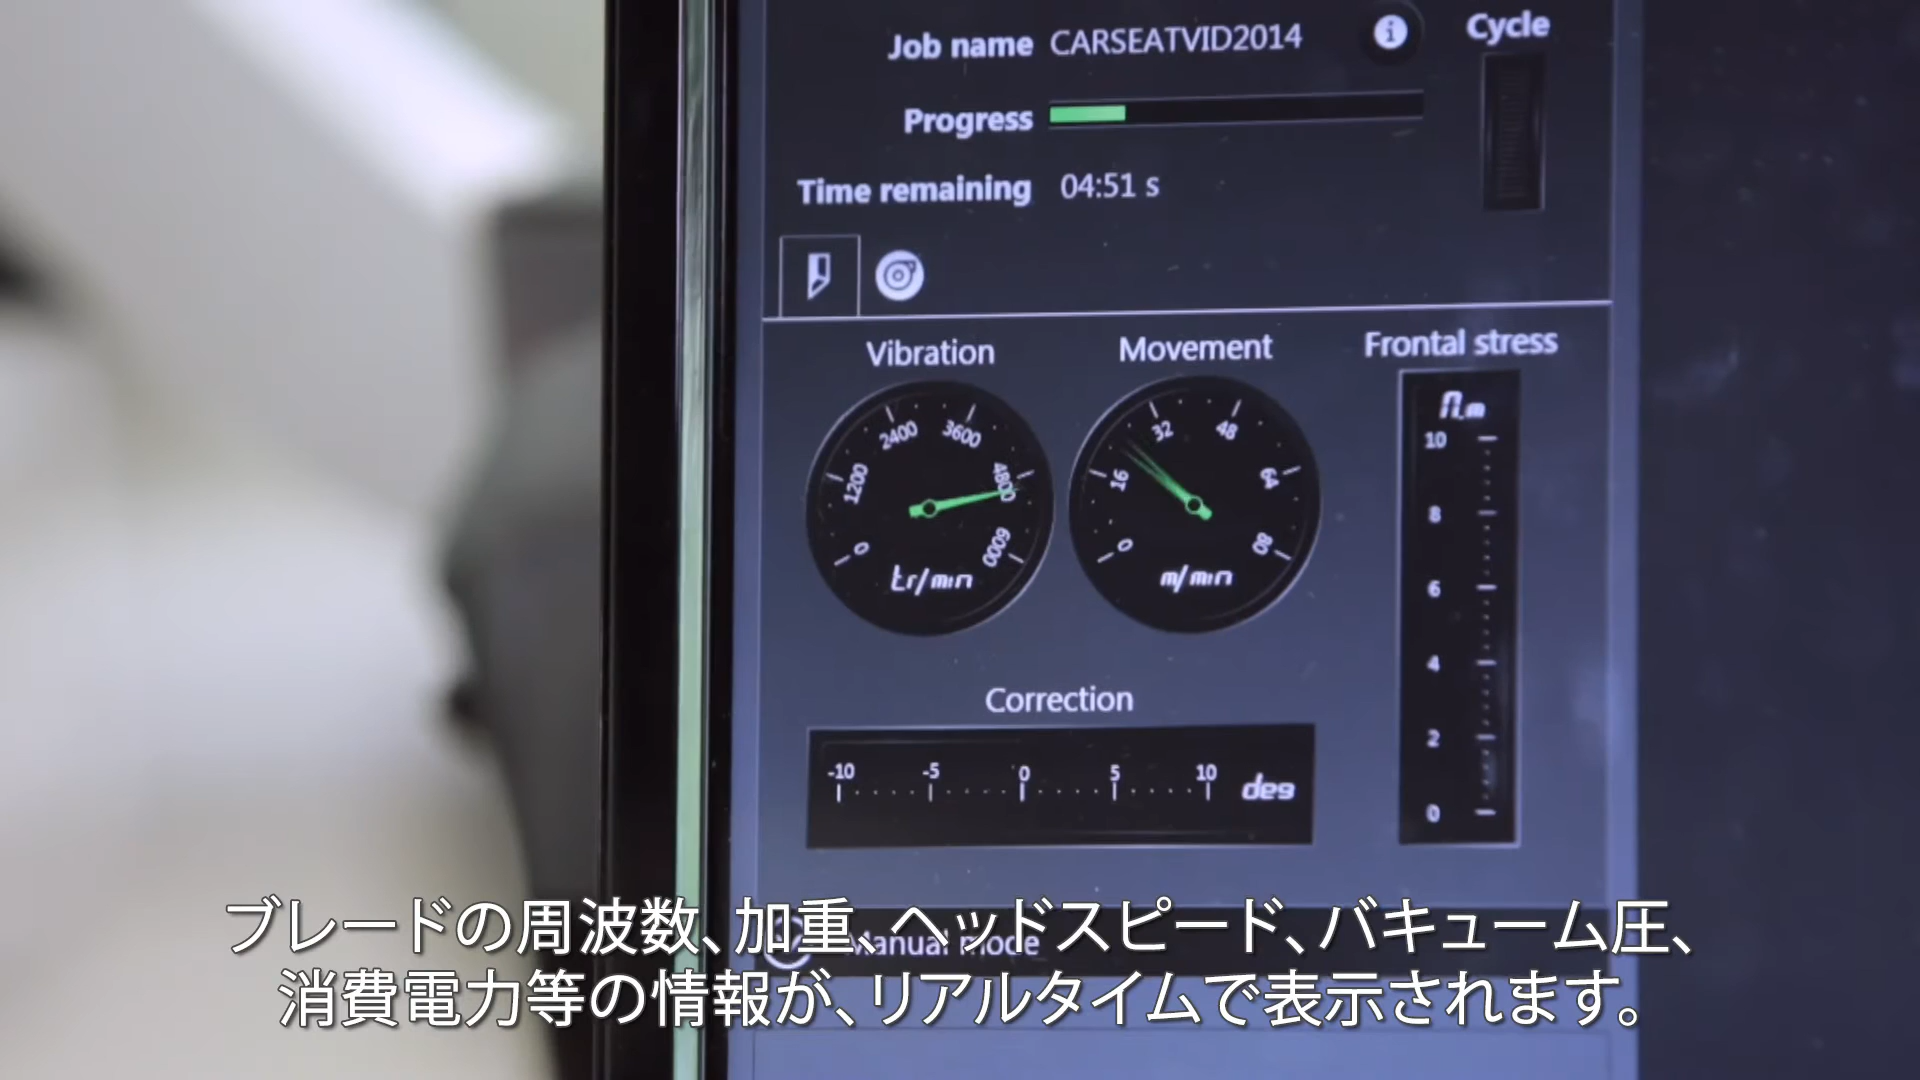 Job name CARSEATVID2014 i Cycle
Progress
Time remaining 04:51 s
Vibration Movement Frontal stress
0 1200 2400 3600 4800 6000 tr/min
0 16 32 48 64 80 m/min
n.m
10
8
6
4
2
0
Correction
-10 -5 0 5 10 deg
Manual mode
ブレードの周波数、加重、ヘッドスピード、バキューム圧、
消費電力等の情報が、リアルタイムで表示されます。